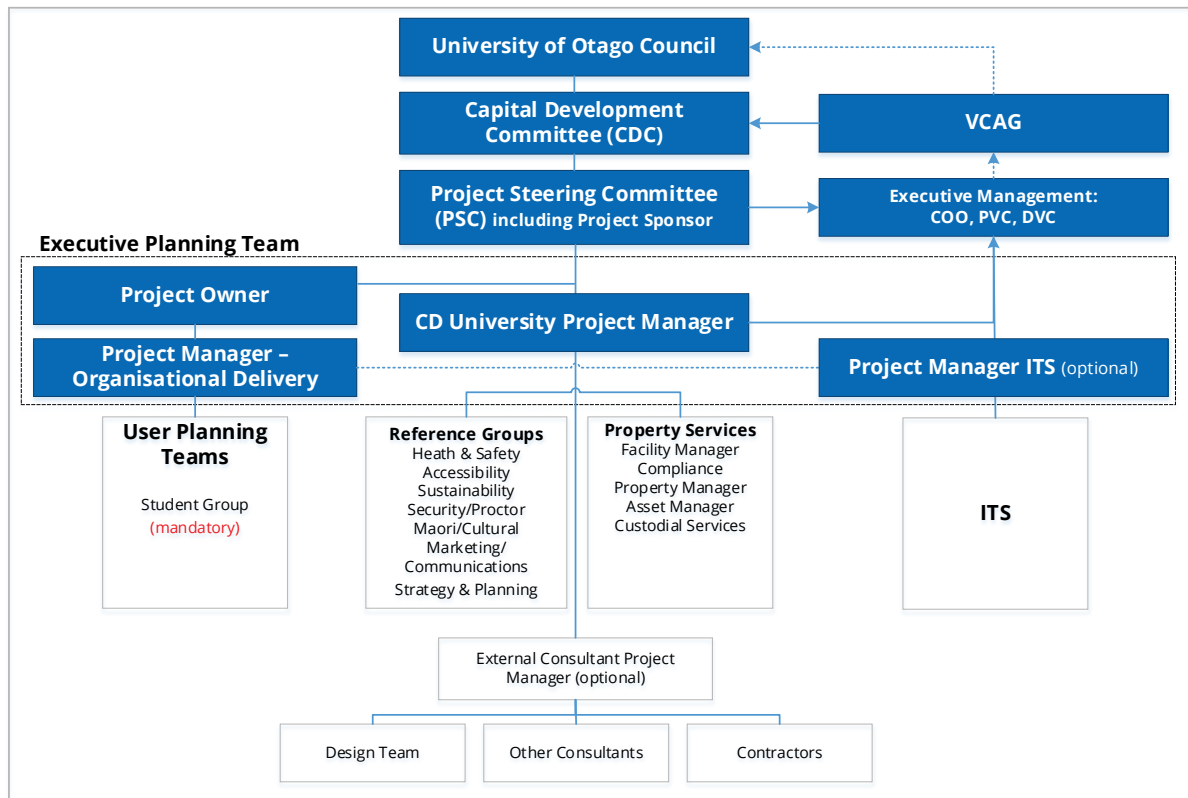 University of Otago Council
Capital Development
Committee (CDC)
VCAG
Project Steering Committee
(PSC) including Project Sponsor
Executive Management:
COO, PVC, DVC
Executive Planning Team
Project Owner
CD University Project Manager
Project Manager –
Organisational Delivery
Project Manager ITS (optional)
User Planning
Teams
Student Group
(mandatory)
Reference Groups
Heath & Safety
Accessibility
Sustainability
Security/Proctor
Maori/Cultural
Marketing/
Communications
Strategy & Planning
Property Services
Facility Manager
Compliance
Property Manager
Asset Manager
Custodial Services
ITS
External Consultant Project
Manager (optional)
Design Team
Other Consultants
Contractors